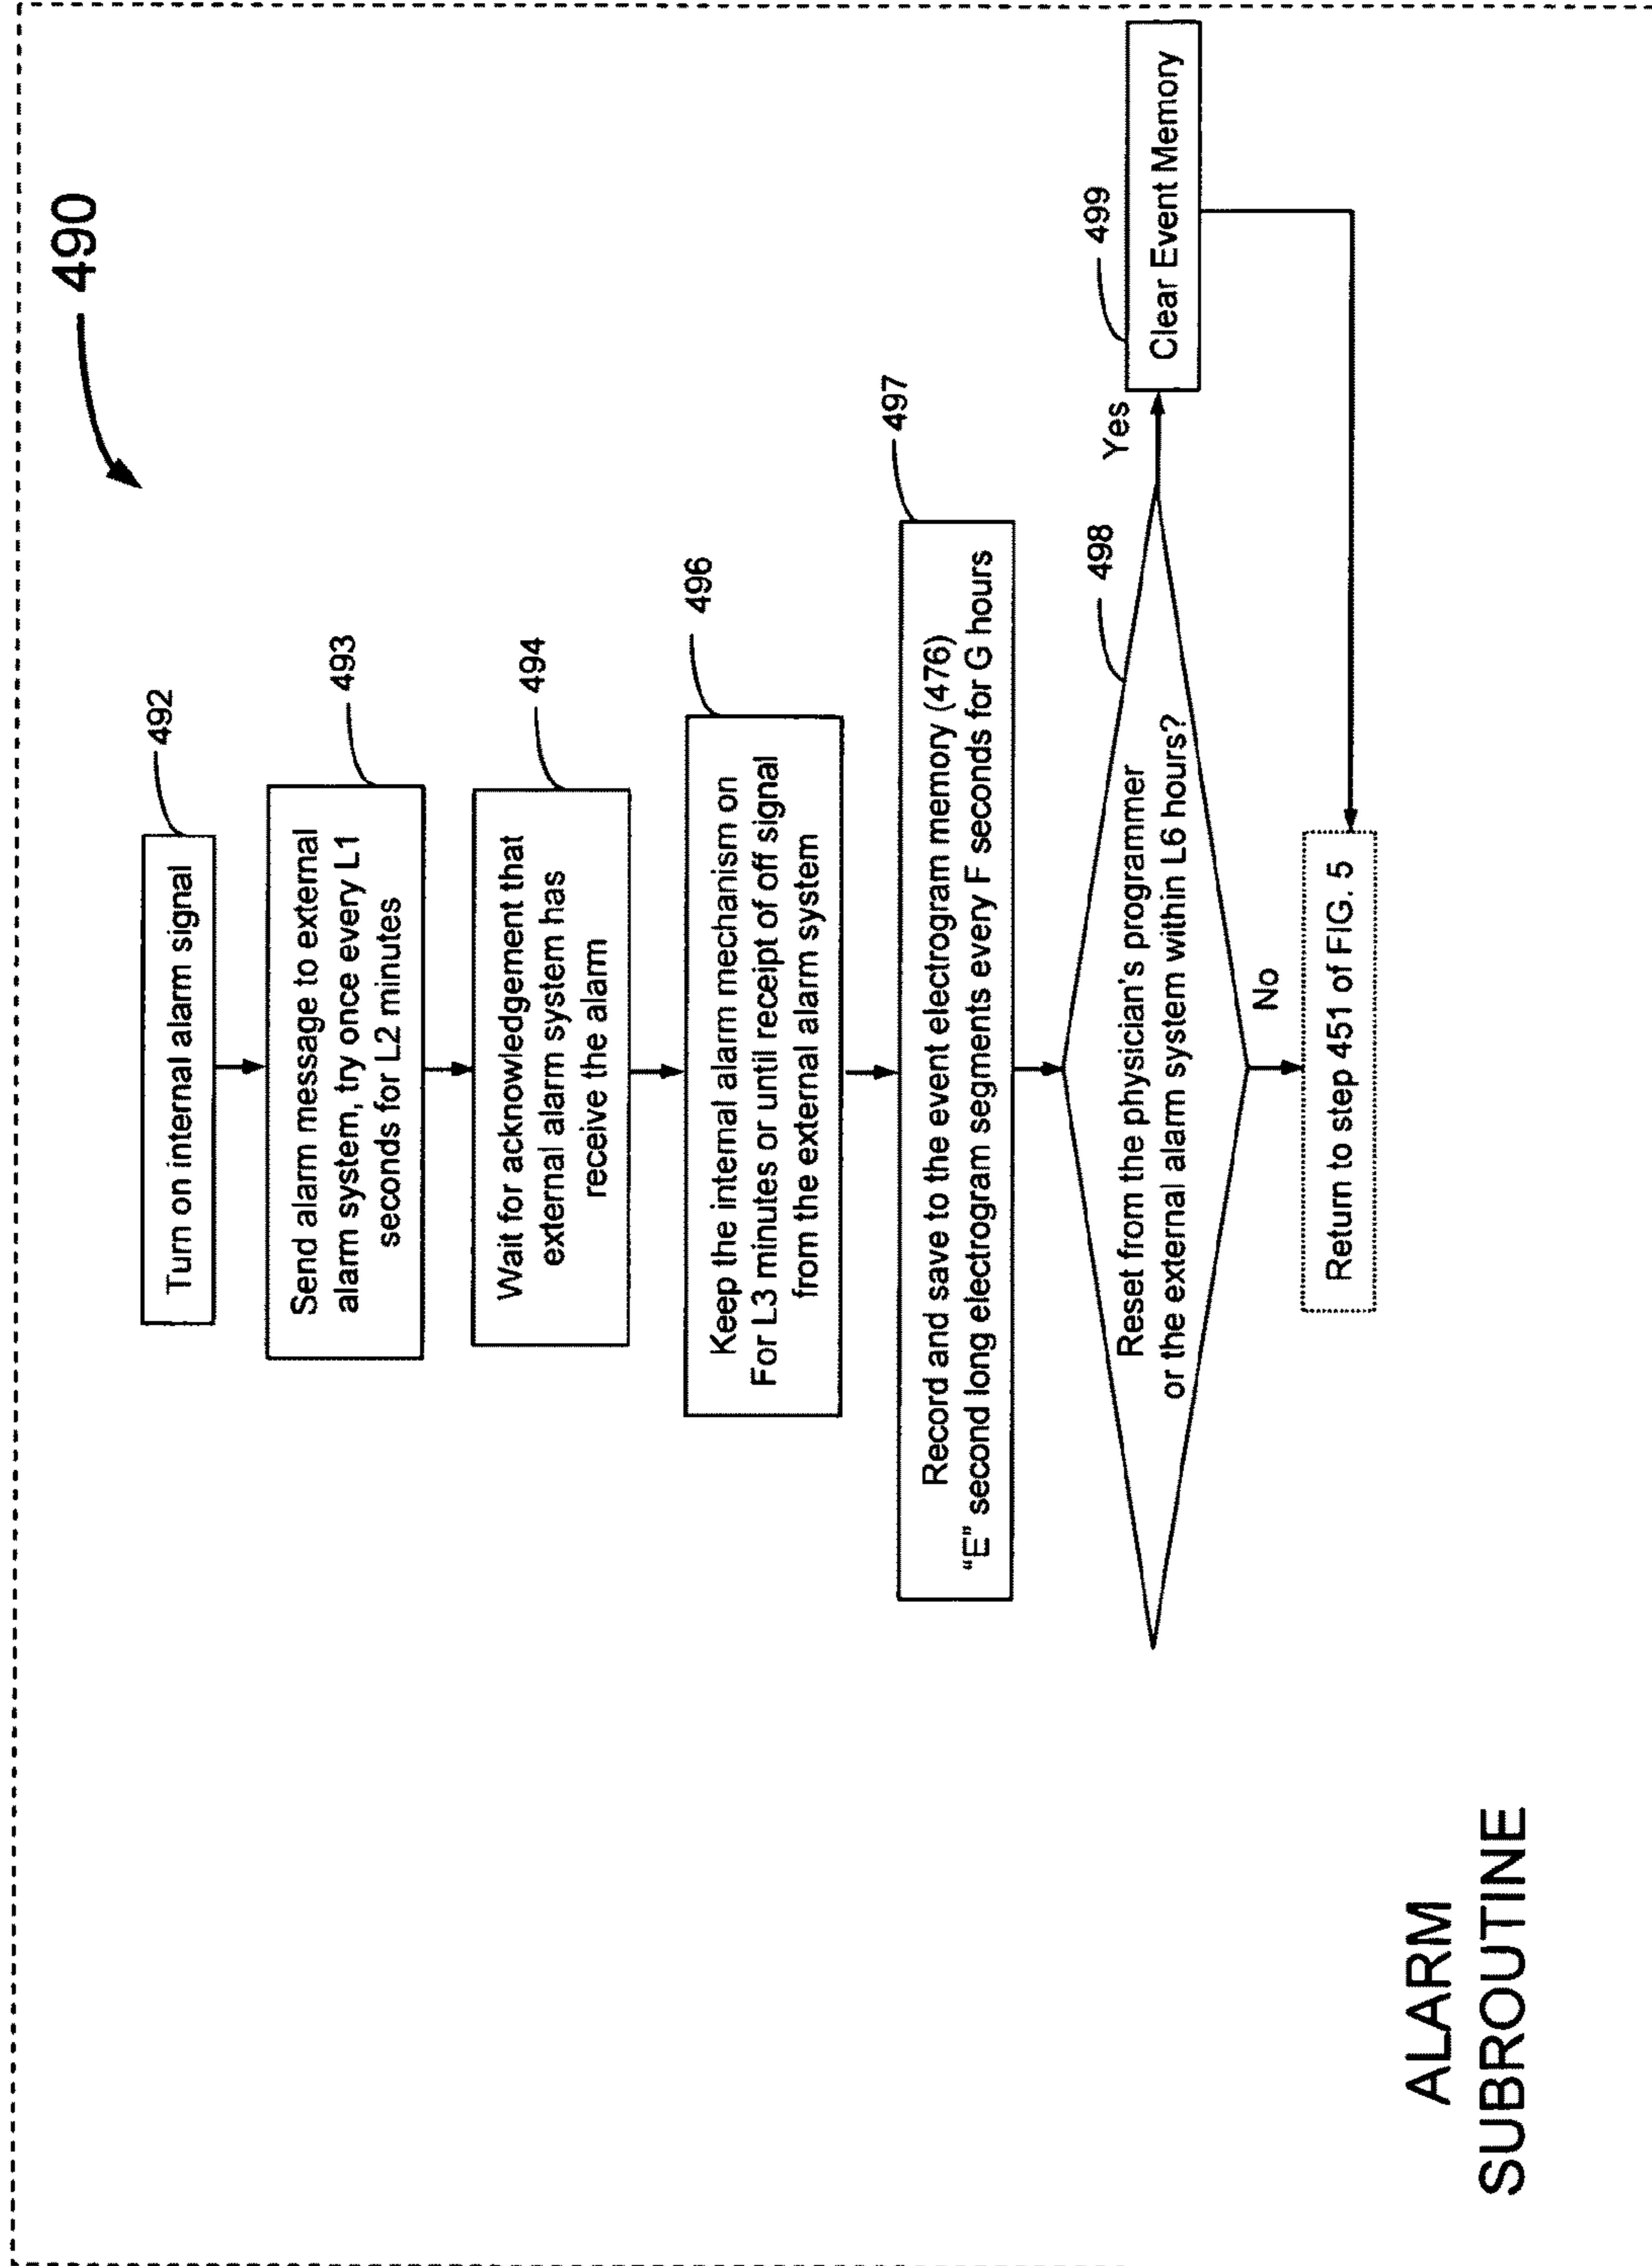 490
492
Turn on internal alarm signal
493
Send alarm message to external
alarm system, try once every L1
seconds for L2 minutes
494
Wait for acknowledgement that
external alarm system has
receive the alarm
496
Keep the internal alarm mechanism on
For L3 minutes or until receipt of off signal
from the external alarm system
497
Record and save to the event electrogram memory (476)
“E” second long electrogram segments every F seconds for G hours
498
Reset from the physician's programmer
or the external alarm system within L6 hours?
Yes
499
Clear Event Memory
No
Return to step 451 of FIG. 5
ALARM
SUBROUTINE